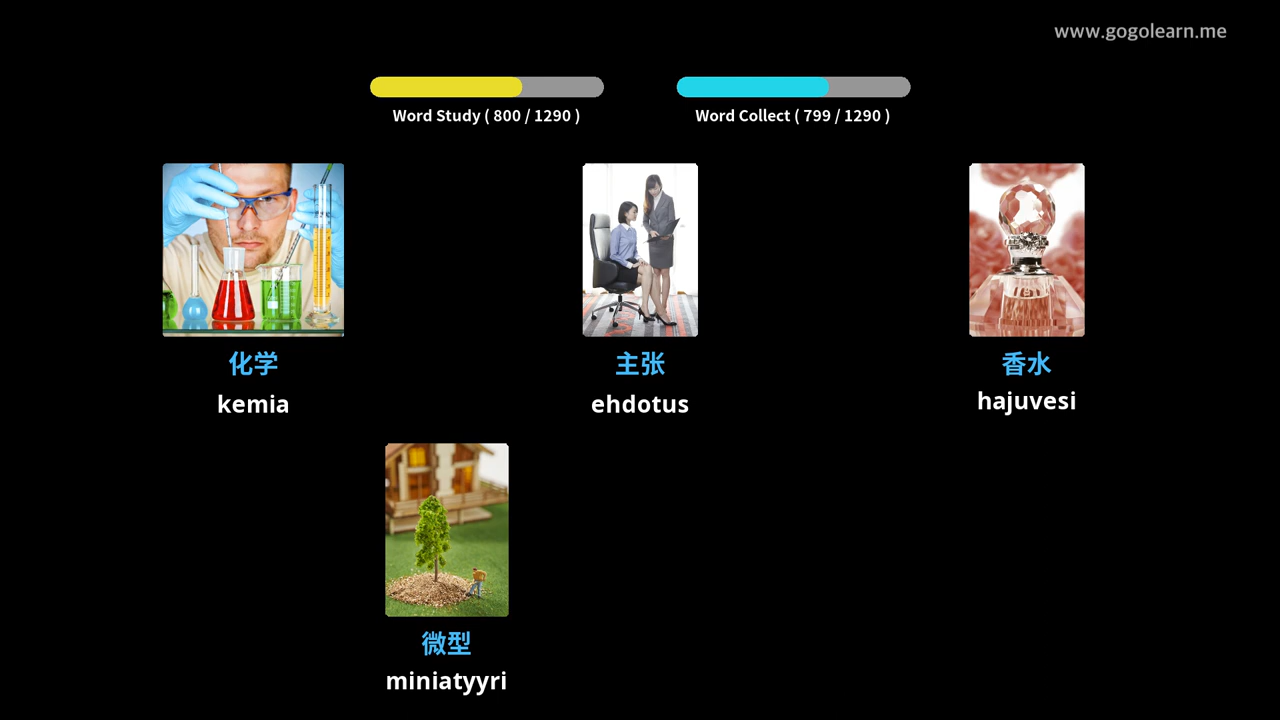 www.gogolearn.me
Word Study ( 800 / 1290 )
Word Collect ( 799 / 1290 )
化学
主张
香水
kemia
ehdotus
hajuvesi
微型
miniatyyri